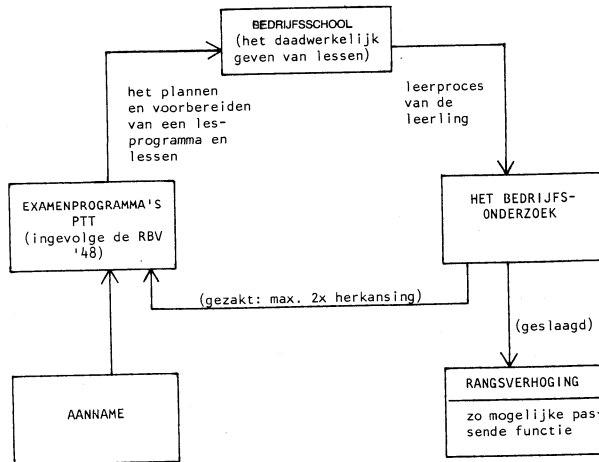 BEDRIJFSSCHOOL
(het daadwerkelijk
geven van lessen)
het plannen
en voorbereiden
van een les-
programma en
lessen
leerproces
van de
leerling
EXAMENPROGRAMMA'S
PTT
(ingevolge de RBV
'48)
HET BEDRIJFS-
ONDERZOEK
(gezakt: max. 2x herkansing)
(geslaagd)
AANNAME
RANGSVERHOGING
zo mogelijke pas-
sende functie